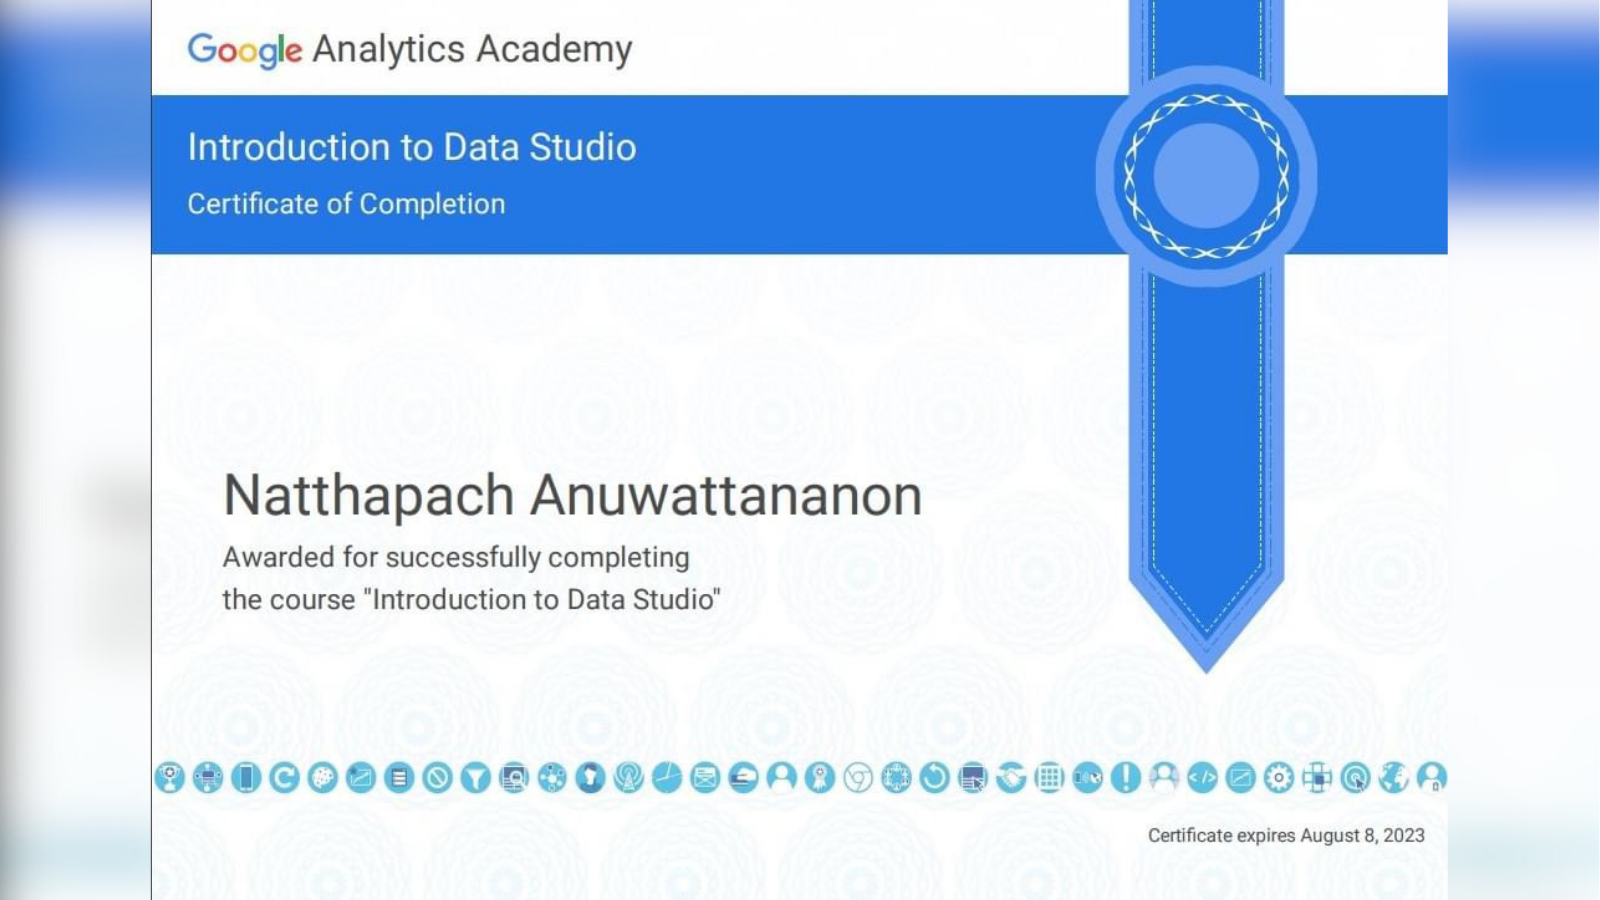 Google Analytics Academy
Introduction to Data Studio
Certificate of Completion
Natthapach Anuwattananon
Awarded for successfully completing
the course "Introduction to Data Studio"
Certificate expires August 8, 2023